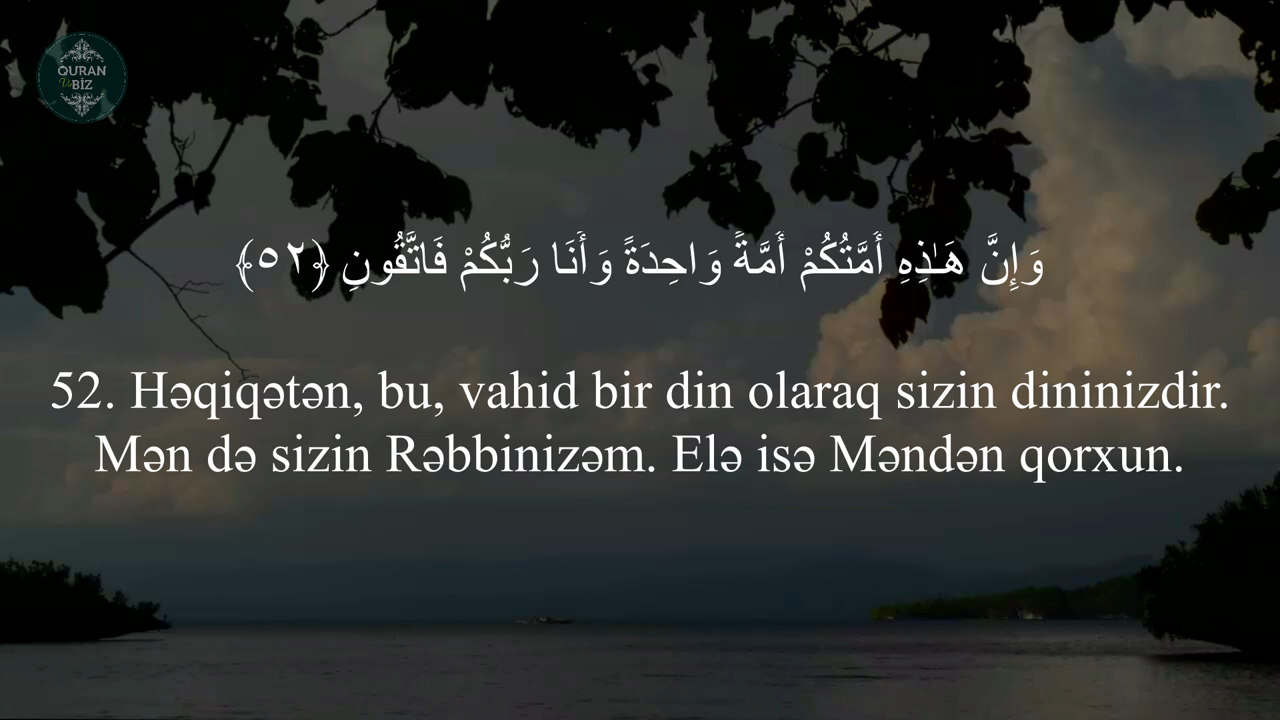 QURAN
Və BİZ
وَإِنَّ هَـٰذِهِ أُمَّتُكُمْ أُمَّةً وَاحِدَةً وَأَنَا رَبُّكُمْ فَاتَّقُونِ ﴿٥٢﴾
52. Həqiqətən, bu, vahid bir din olaraq sizin dininizdir.
Mən də sizin Rəbbinizəm. Elə isə Məndən qorxun.